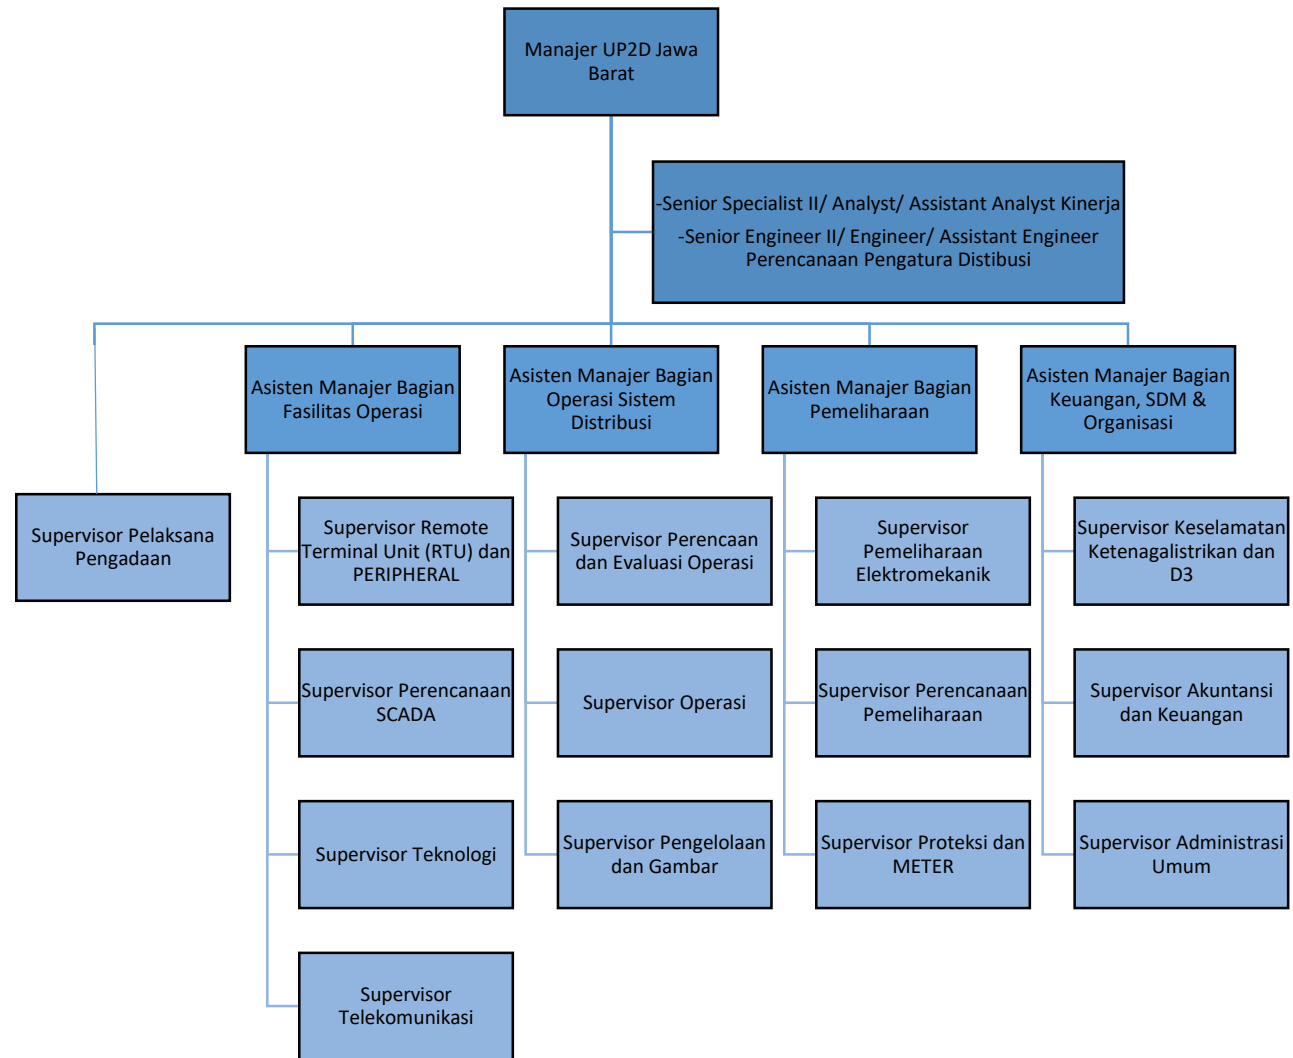 Manajer UP2D Jawa
Barat
-Senior Specialist II/ Analyst/ Assistant Analyst Kinerja
-Senior Engineer II/ Engineer/ Assistant Engineer
Perencanaan Pengatura Distibusi
Asisten Manajer Bagian
Fasilitas Operasi
Asisten Manajer Bagian
Operasi Sistem
Distribusi
Asisten Manajer Bagian
Pemeliharaan
Asisten Manajer Bagian
Keuangan, SDM &
Organisasi
Supervisor Pelaksana
Pengadaan
Supervisor Remote
Terminal Unit (RTU) dan
PERIPHERAL
Supervisor Perencaan
dan Evaluasi Operasi
Supervisor
Pemeliharaan
Elektromekanik
Supervisor Keselamatan
Ketenagalistrikan dan
D3
Supervisor Perencanaan
SCADA
Supervisor Operasi
Supervisor Perencanaan
Pemeliharaan
Supervisor Akuntansi
dan Keuangan
Supervisor Teknologi
Supervisor Pengelolaan
dan Gambar
Supervisor Proteksi dan
METER
Supervisor Administrasi
Umum
Supervisor
Telekomunikasi